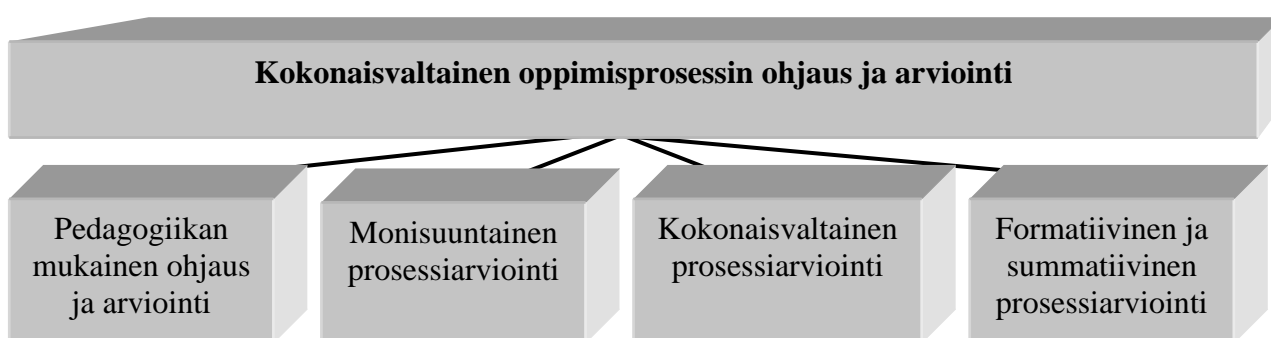 Kokonaisvaltainen oppimisprosessin ohjaus ja arviointi
Pedagogiikan
mukainen ohjaus
ja arviointi
Monisuuntainen
prosessiarviointi
Kokonaisvaltainen
prosessiarviointi
Formatiivinen ja
summatiivinen
prosessiarviointi